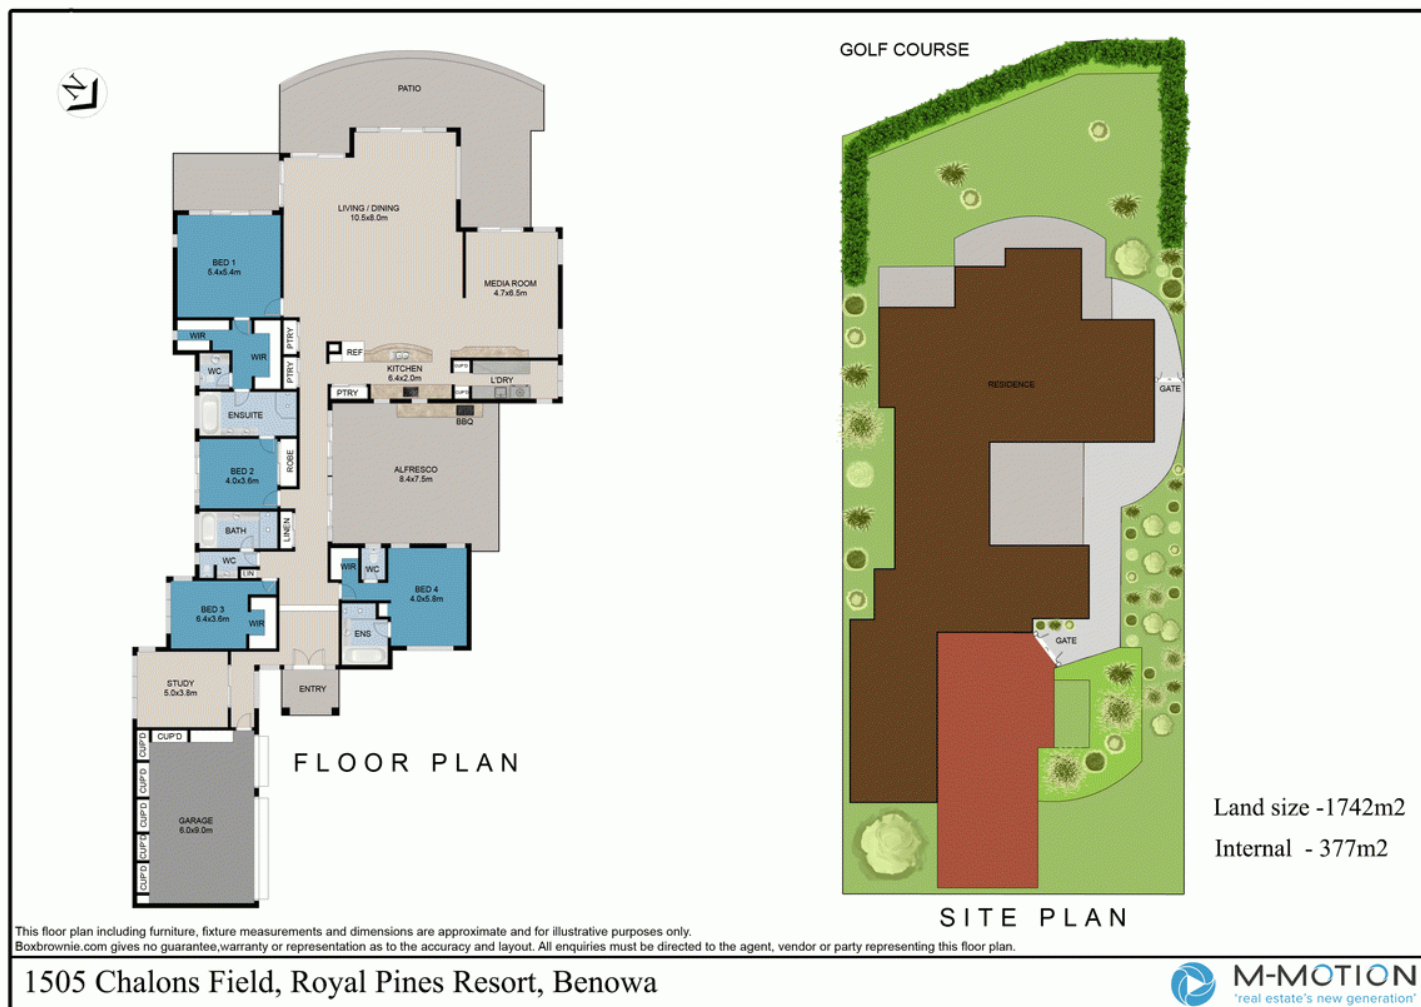 N
PATIO
LIVING / DINING
10.5x8.0m
BED 1
5.4x5.4m
MEDIA ROOM
4.7x6.5m
WIR
WIR
PTRY
PTRY
REF
WC
KITCHEN
6.4x2.0m
CUP'D
CUP'D
L'DRY
PTRY
ENSUITE
BBQ
BED 2
4.0x3.6m
ROBE
ALFRESCO
8.4x7.5m
BATH
LINEN
WC
LIN
WIR
WC
BED 4
4.0x5.8m
BED 3
6.4x3.6m
WIR
ENS
STUDY
5.0x3.8m
ENTRY
CUP'D
CUP'D
CUP'D
CUP'D
CUP'D
CUP'D
GARAGE
6.0x9.0m
FLOOR PLAN
GOLF COURSE
RESIDENCE
GATE
GATE
SITE PLAN
Land size -1742m2
Internal - 377m2
This floor plan including furniture, fixture measurements and dimensions are approximate and for illustrative purposes only.
Boxbrownie.com gives no guarantee,warranty or representation as to the accuracy and layout. All enquiries must be directed to the agent, vendor or party representing this floor plan.
1505 Chalons Field, Royal Pines Resort, Benowa
M-MOTION
'real estate's new generation'